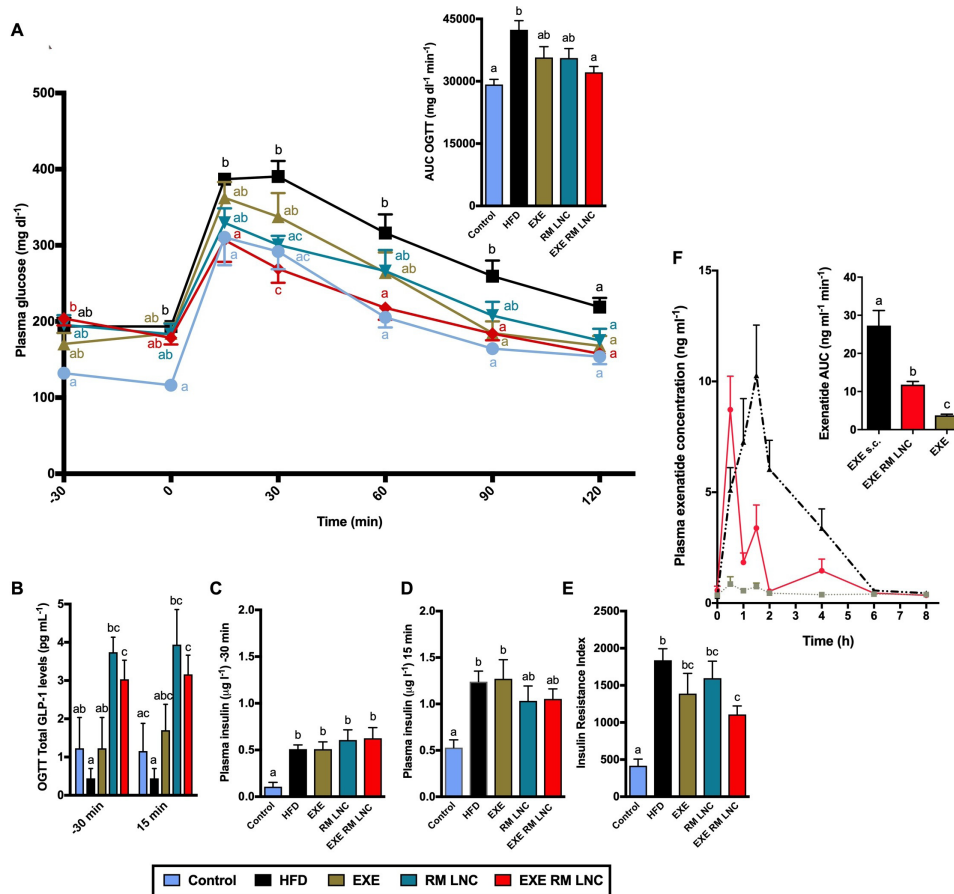 A
Plasma glucose (mg dl-1)
500
400
300
200
100
0
-30
0
30
60
90
120
Time (min)
b
ab
ab
ab
ab
a
b
ab
ab
a
b
ab
ab
a
a
b
ab
ac
ac
c
b
ab
ab
a
a
b
ab
a
a
a
a
a
a
a
a
AUC OGTT (mg dl-1 min-1)
45000
30000
15000
0
a
b
ab
ab
a
Control
HFD
EXE
RM LNC
EXE RM LNC
F
Plasma exenatide concentration (ng ml-1)
15
10
5
0
0
1
2
3
4
5
6
7
8
Time (h)
Exenatide AUC (ng ml-1)
40
30
20
10
0
a
b
c
EXE s.c.
EXE RM LNC
EXE
B
OGTT Total GLP-1 levels (pg mL-1)
6
5
4
3
2
1
0
ab
a
ab
bc
c
ac
a
abc
bc
c
-30 min
15 min
C
Plasma insulin (μg l-1) -30 min
2.0
1.5
1.0
0.5
0.0
a
b
b
b
b
Control
HFD
EXE
RM LNC
EXE RM LNC
D
Plasma insulin (μg l-1) 15 min
2.0
1.5
1.0
0.5
0.0
a
b
b
ab
ab
Control
HFD
EXE
RM LNC
EXE RM LNC
E
Insulin Resistance Index
2500
2000
1500
1000
500
0
a
b
bc
bc
c
Control
HFD
EXE
RM LNC
EXE RM LNC
Control
HFD
EXE
RM LNC
EXE RM LNC